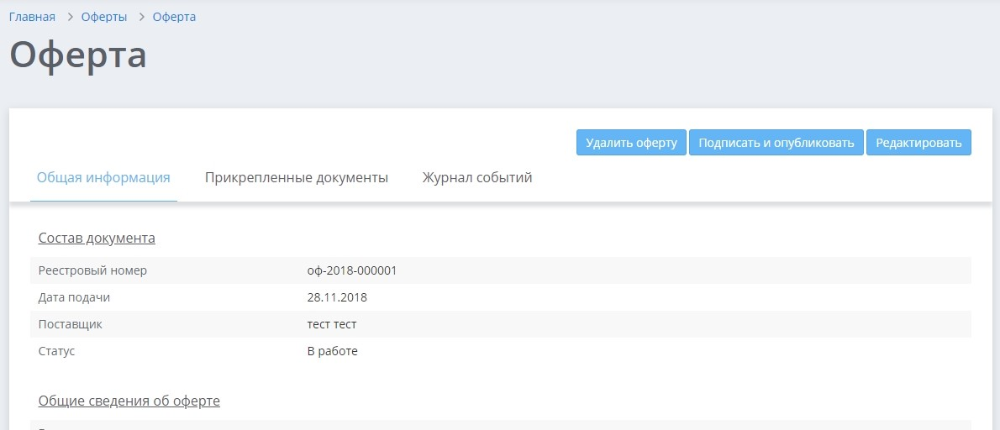 Главная > Оферты > Оферта
Оферта
Удалить оферту Подписать и опубликовать Редактировать
Общая информация Прикрепленные документы Журнал событий
Состав документа
Реестровый номер оф-2018-000001
Дата подачи 28.11.2018
Поставщик тест тест
Статус В работе
Общие сведения об оферте